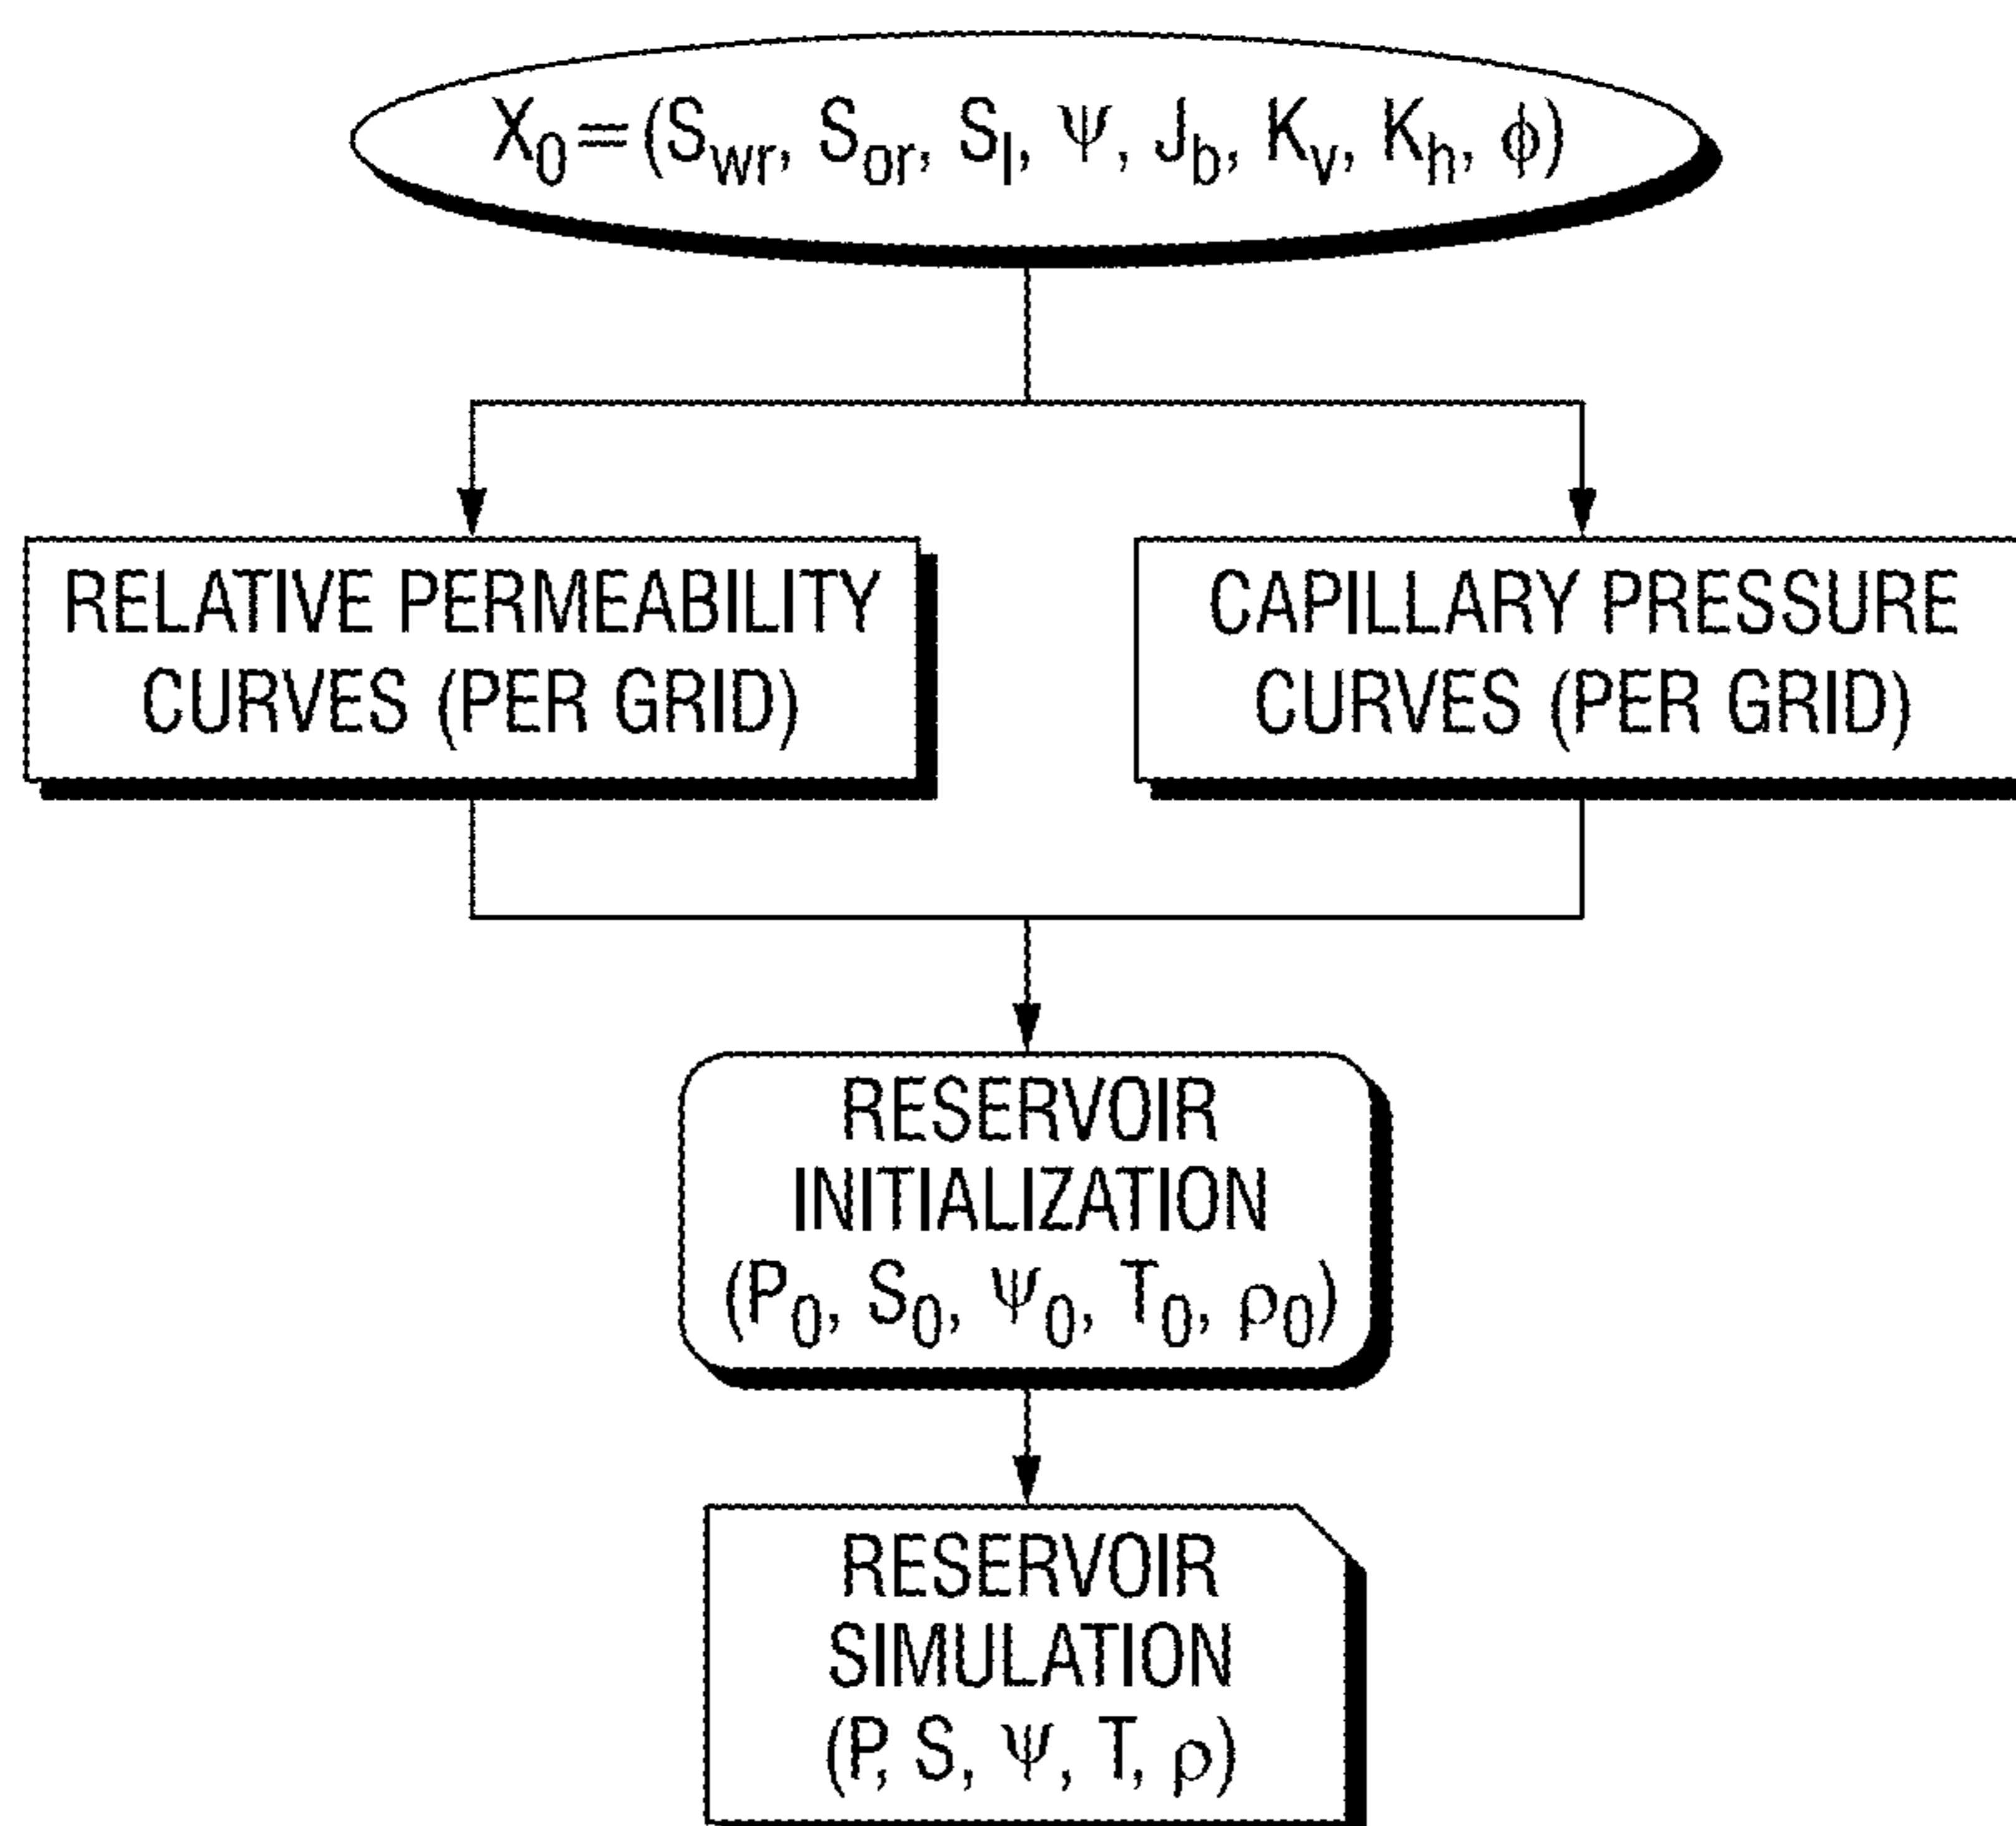 X₀=(Swr, Sor, Sl, Ψ, Jb, Kv, Kh, ϕ)
RELATIVE PERMEABILITY
CURVES (PER GRID)
CAPILLARY PRESSURE
CURVES (PER GRID)
RESERVOIR
INITIALIZATION
(P₀, S₀, Ψ₀, T₀, ρ₀)
RESERVOIR
SIMULATION
(P, S, Ψ, T, ρ)